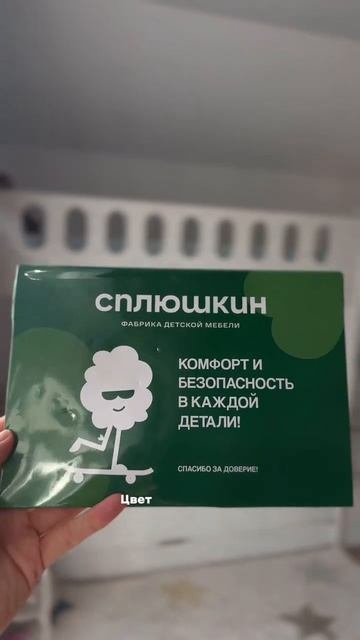 сплюшкин
ФАБРИКА ДЕТСКОЙ МЕБЕЛИ
КОМФОРТ И
БЕЗОПАСНОСТЬ
В КАЖДОЙ
ДЕТАЛИ!
СПАСИБО ЗА ДОВЕРИЕ!
Цвет